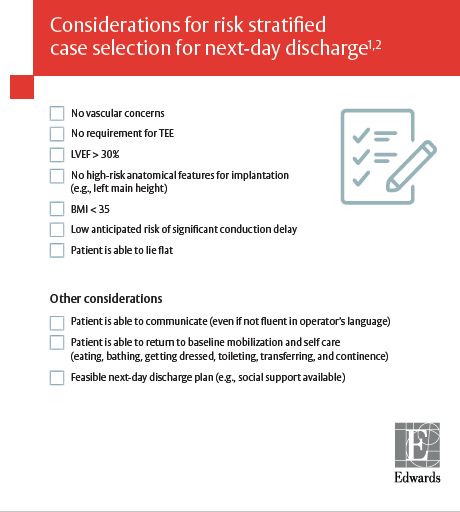 Considerations for risk stratified
case selection for next-day discharge1,2
No vascular concerns
No requirement for TEE
LVEF > 30%
No high-risk anatomical features for implantation
(e.g., left main height)
BMI < 35
Low anticipated risk of significant conduction delay
Patient is able to lie flat
Other considerations
Patient is able to communicate (even if not fluent in operator's language)
Patient is able to return to baseline mobilization and self care
(eating, bathing, getting dressed, toileting, transferring, and continence)
Feasible next-day discharge plan (e.g., social support available)
E
Edwards